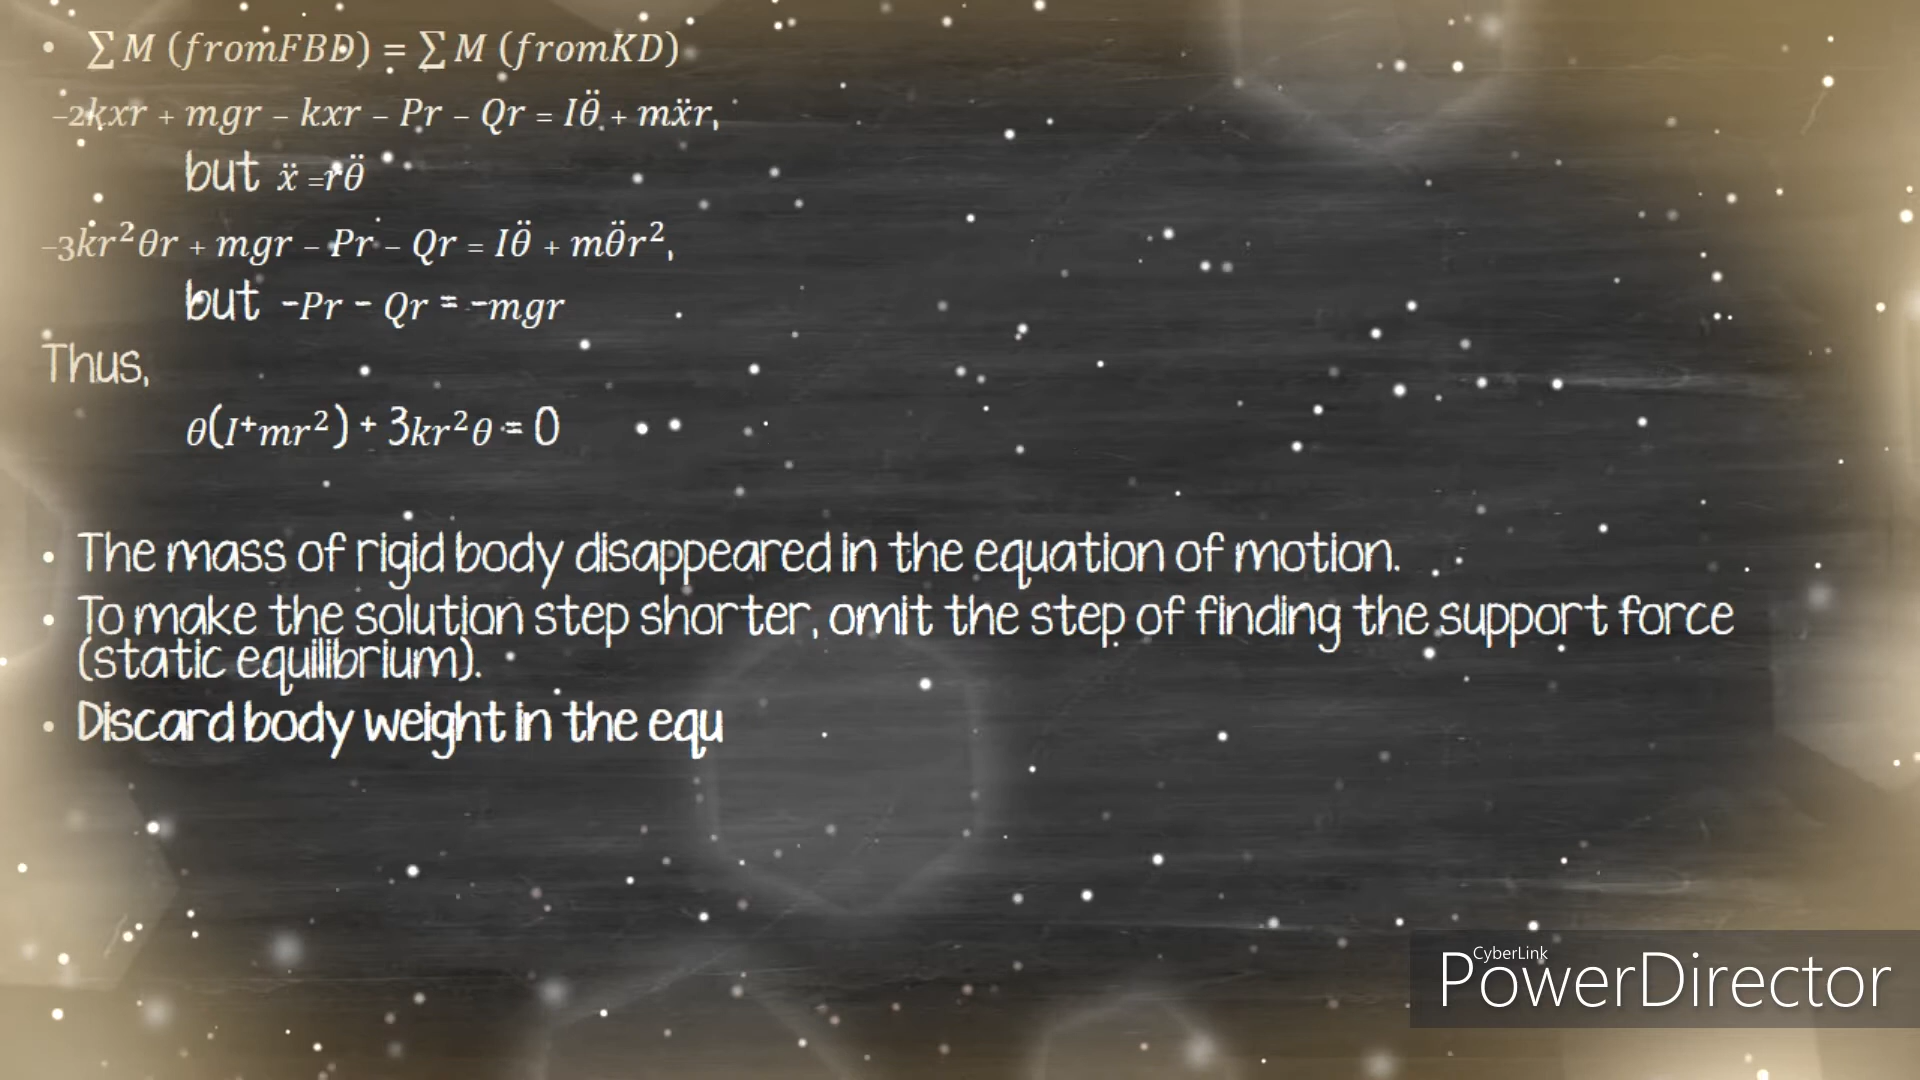 • ∑ M (fromFBD) = ∑ M (fromKD)
−2kxr + mgr − kxr − Pr − Qr = Iθ̈ + mẍr,
but ẍ =rθ̈
−3kr²θr + mgr − Pr − Qr = Iθ̈ + mθ̈r²,
but -Pr - Qr = -mgr
Thus,
θ(I+mr²) + 3kr²θ = 0
• The mass of rigid body disappeared in the equation of motion.
• To make the solution step shorter, omit the step of finding the support force
(static equilibrium).
• Discard body weight in the equ
CyberLink
PowerDirector